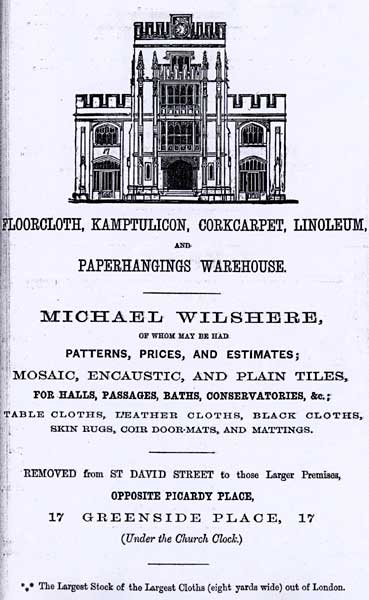 FLOORCLOTH, KAMPTULICON, CORKCARPET, LINOLEUM,
AND
PAPERHANGINGS WAREHOUSE.
MICHAEL WILSHERE,
OF WHOM MAY BE HAD
PATTERNS, PRICES, AND ESTIMATES;
MOSAIC, ENCAUSTIC, AND PLAIN TILES,
FOR HALLS, PASSAGES, BATHS, CONSERVATORIES, &c.;
TABLE CLOTHS, LEATHER CLOTHS, BLACK CLOTHS,
SKIN RUGS, COIR DOOR-MATS, AND MATTINGS.
REMOVED from ST DAVID STREET to those Larger Premises,
OPPOSITE PICARDY PLACE,
17 GREENSIDE PLACE, 17
(Under the Church Clock.)
*⁎* The Largest Stock of the Largest Cloths (eight yards wide) out of London.